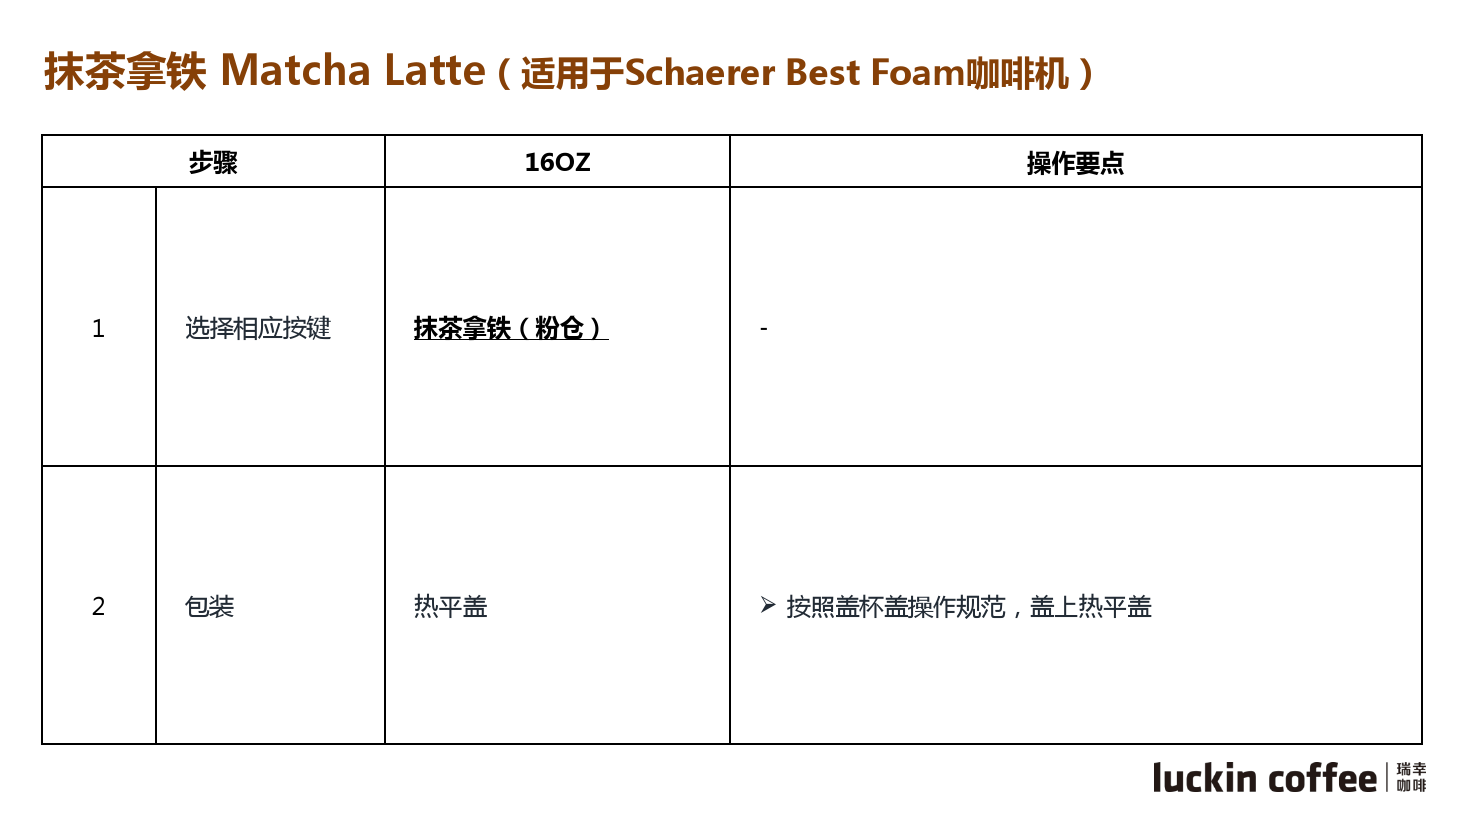 抹茶拿铁 Matcha Latte（适用于Schaerer Best Foam咖啡机）
步骤 16OZ 操作要点
1 选择相应按键 抹茶拿铁（粉仓） -
2 包装 热平盖 ➢ 按照盖杯盖操作规范，盖上热平盖
luckin coffee 瑞幸
咖啡